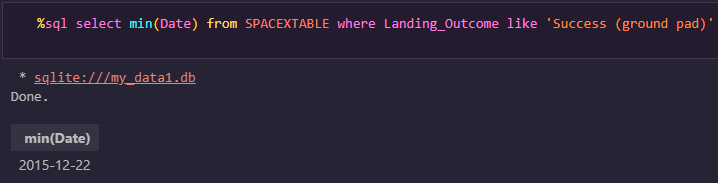 %sql select min(Date) from SPACEXTABLE where Landing_Outcome like 'Success (ground pad)'
* sqlite:///my_data1.db
Done.
min(Date)
2015-12-22